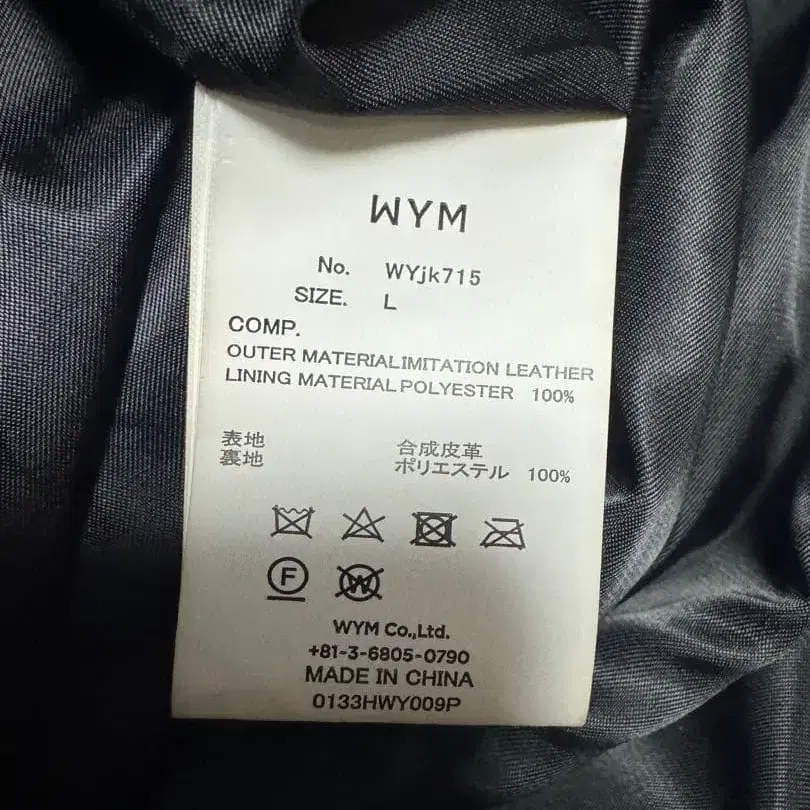 WYM
No. WYjk715
SIZE. L
COMP.
OUTER MATERIALIMITATION LEATHER
LINING MATERIAL POLYESTER 100%
表地 合成皮革
裏地 ポリエステル 100%
F W
WYM Co.,Ltd.
+81-3-6805-0790
MADE IN CHINA
0133HWY009P